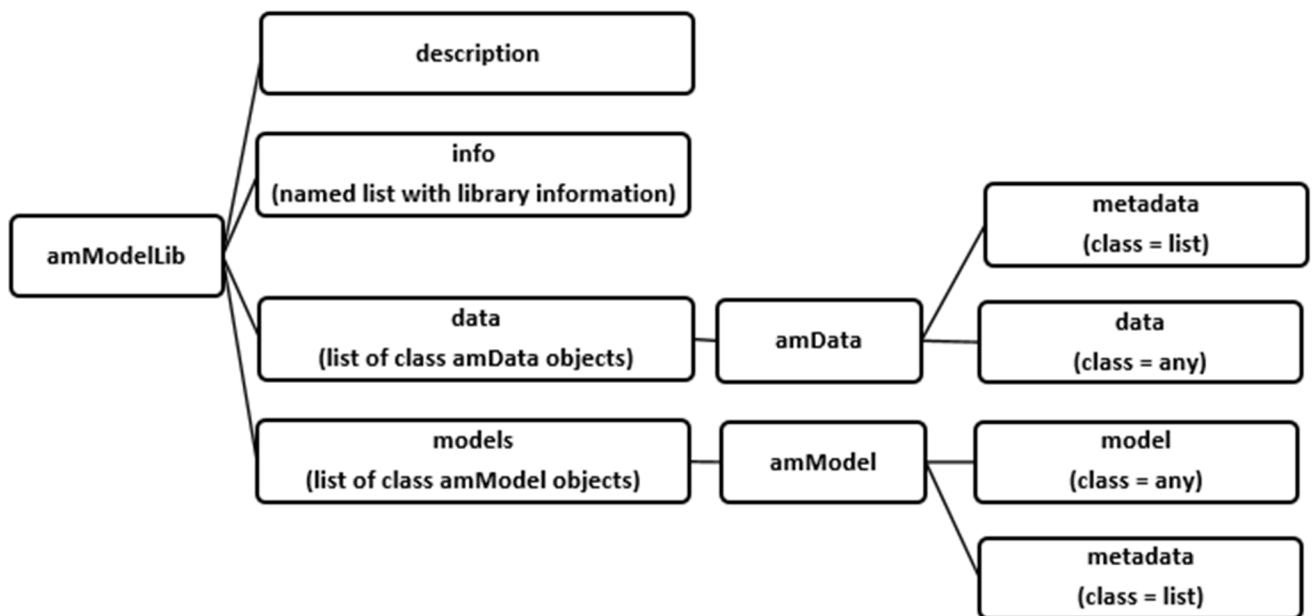 description
info
(named list with library information)
amModelLib
data
(list of class amData objects)
models
(list of class amModel objects)
amData
amModel
metadata
(class = list)
data
(class = any)
model
(class = any)
metadata
(class = list)